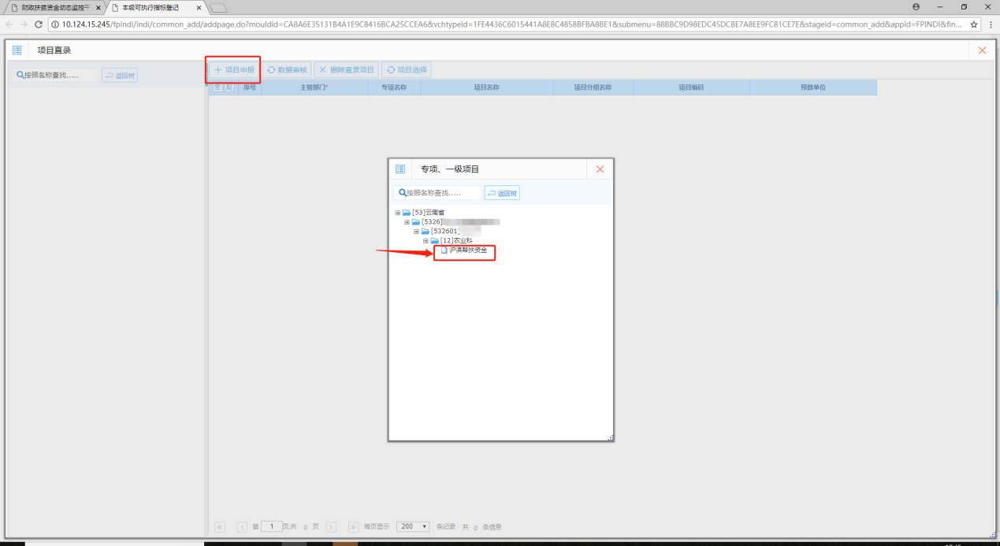 财政扶贫资金动态监控平
本级可执行指标登记
10.124.15.245/fpindi/indi/common_add/addpage.do?mouldid=CA8A6E35131B4A1E9C8416BCA25CCEA6&vchtypeid=1FE4436C6015441A8E8C4858BFBA8BE1&submenu=88BBC9D98EDC45DC8E7A8EE9FC81CE7E&stageid=common_add&appid=FPINDI&fin...
项目直录
按照名称查找.....
返回树
项目申报
数据审核
删除直录项目
项目选择
全 反 序号 主管部门* 专项名称 项目名称 项目分组名称 项目编码 预算单位
专项、一级项目
按照名称查找.....
返回树
[53]云南省
[5326]
[532601]
[12]农业科
沪滇帮扶资金
第 1 页,共 0 页 每页显示 200 条记录 共 0 条信息